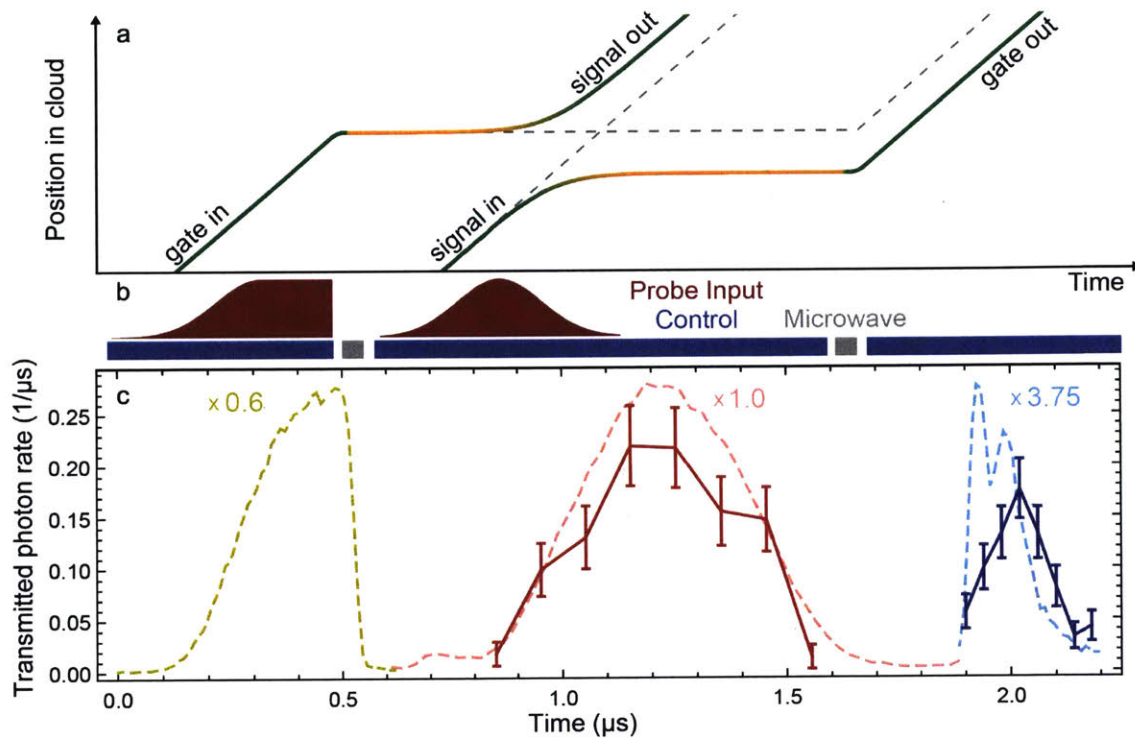 a
Position in cloud
gate in
signal in
signal out
gate out
Time
b
Probe Input
Control
Microwave
c
Transmitted photon rate (1/µs)
0.25
0.20
0.15
0.10
0.05
0.00
× 0.6
× 1.0
× 3.75
0.0 0.5 1.0 1.5 2.0
Time (µs)